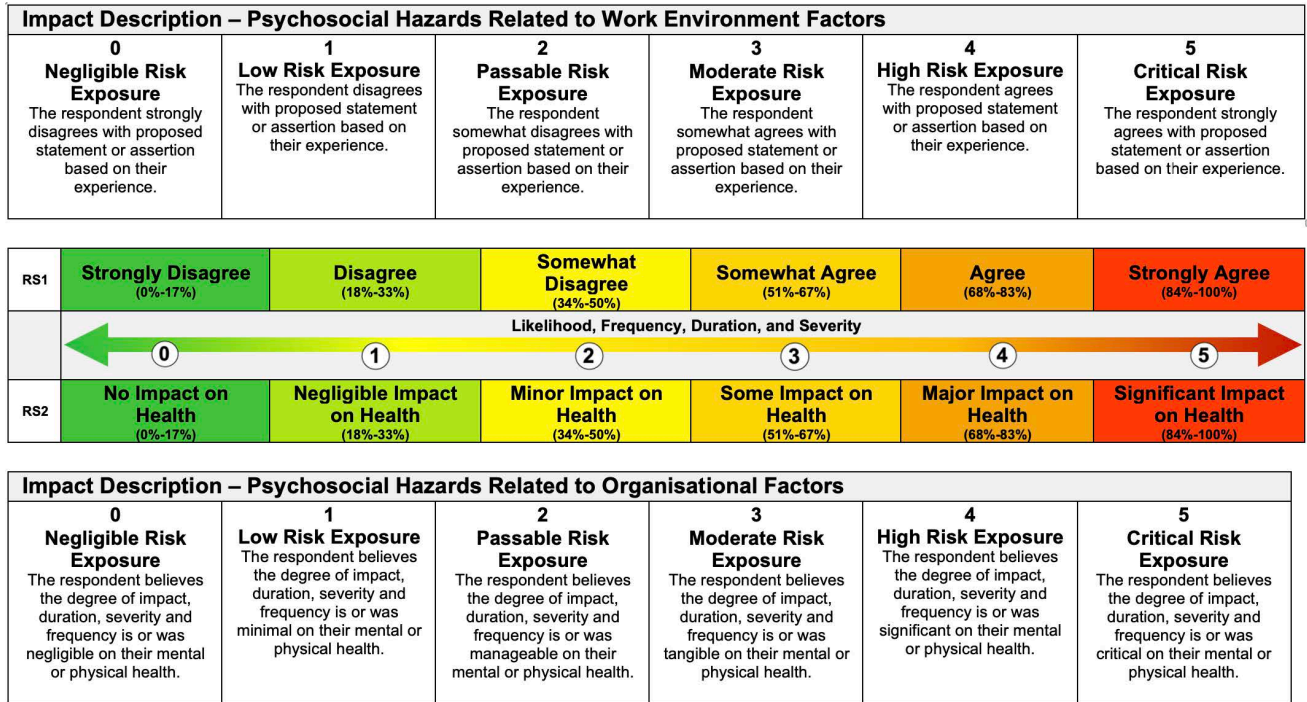 Impact Description – Psychosocial Hazards Related to Work Environment Factors
0
Negligible Risk
Exposure
The respondent strongly
disagrees with proposed
statement or assertion
based on their
experience.
1
Low Risk Exposure
The respondent disagrees
with proposed statement
or assertion based on
their experience.
2
Passable Risk
Exposure
The respondent
somewhat disagrees with
proposed statement or
assertion based on their
experience.
3
Moderate Risk
Exposure
The respondent
somewhat agrees with
proposed statement or
assertion based on their
experience.
4
High Risk Exposure
The respondent agrees
with proposed statement
or assertion based on
their experience.
5
Critical Risk
Exposure
The respondent strongly
agrees with proposed
statement or assertion
based on their experience.
RS1
Strongly Disagree
(0%-17%)
Disagree
(18%-33%)
Somewhat
Disagree
(34%-50%)
Somewhat Agree
(51%-67%)
Agree
(68%-83%)
Strongly Agree
(84%-100%)
Likelihood, Frequency, Duration, and Severity
0
1
2
3
4
5
RS2
No Impact on
Health
(0%-17%)
Negligible Impact
on Health
(18%-33%)
Minor Impact on
Health
(34%-50%)
Some Impact on
Health
(51%-67%)
Major Impact on
Health
(68%-83%)
Significant Impact
on Health
(84%-100%)
Impact Description – Psychosocial Hazards Related to Organisational Factors
0
Negligible Risk
Exposure
The respondent believes
the degree of impact,
duration, severity and
frequency is or was
negligible on their mental
or physical health.
1
Low Risk Exposure
The respondent believes
the degree of impact,
duration, severity and
frequency is or was
minimal on their mental or
physical health.
2
Passable Risk
Exposure
The respondent believes
the degree of impact,
duration, severity and
frequency is or was
manageable on their
mental or physical health.
3
Moderate Risk
Exposure
The respondent believes
the degree of impact,
duration, severity and
frequency is or was
tangible on their mental or
physical health.
4
High Risk Exposure
The respondent believes
the degree of impact,
duration, severity and
frequency is or was
significant on their mental
or physical health.
5
Critical Risk
Exposure
The respondent believes
the degree of impact,
duration, severity and
frequency is or was
critical on their mental or
physical health.